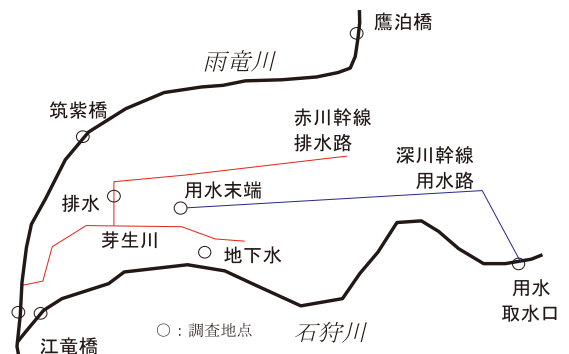 鷹泊橋
雨竜川
筑紫橋
赤川幹線
排水路
深川幹線
用水路
用水末端
排水
芽生川
地下水
用水
取水口
○：調査地点
石狩川
江竜橋